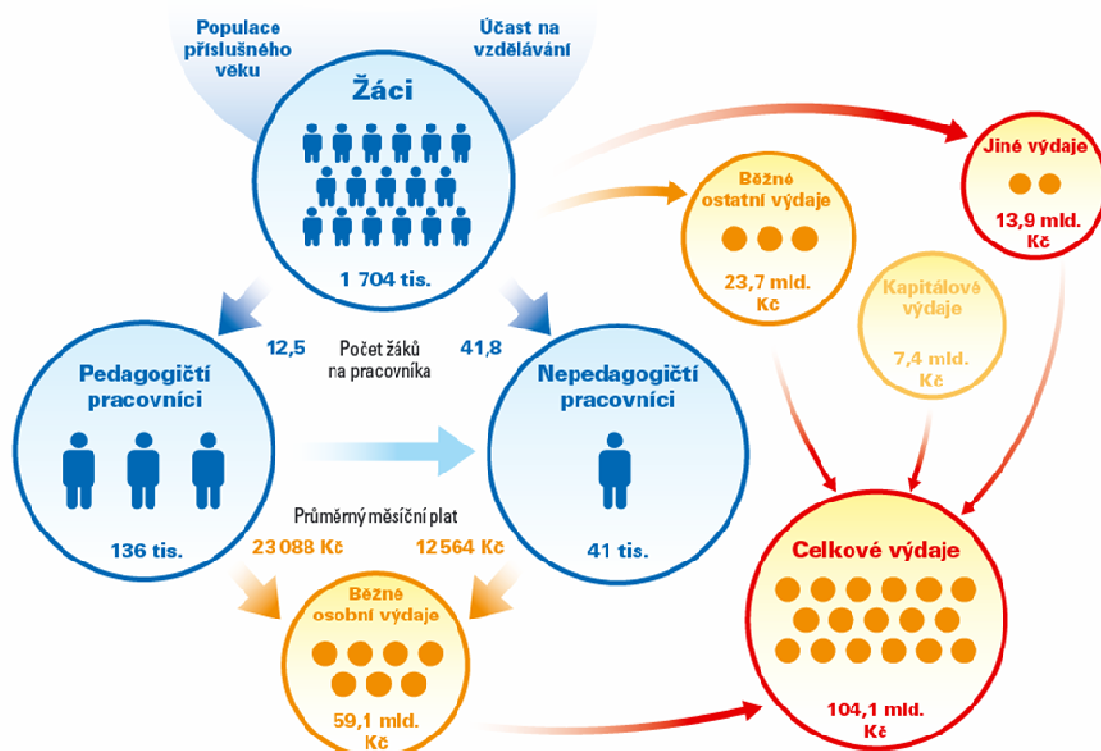 Populace
příslušného
věku
Účast na
vzdělávání
Žáci
1 704 tis.
Jiné výdaje
13,9 mld.
Kč
Běžné
ostatní výdaje
23,7 mld.
Kč
Kapitálové
výdaje
7,4 mld.
Kč
12,5
Počet žáků
na pracovníka
41,8
Pedagogičtí
pracovníci
136 tis.
Nepedagogičtí
pracovníci
41 tis.
Průměrný měsíční plat
23 088 Kč
12 564 Kč
Běžné
osobní výdaje
59,1 mld.
Kč
Celkové výdaje
104,1 mld.
Kč